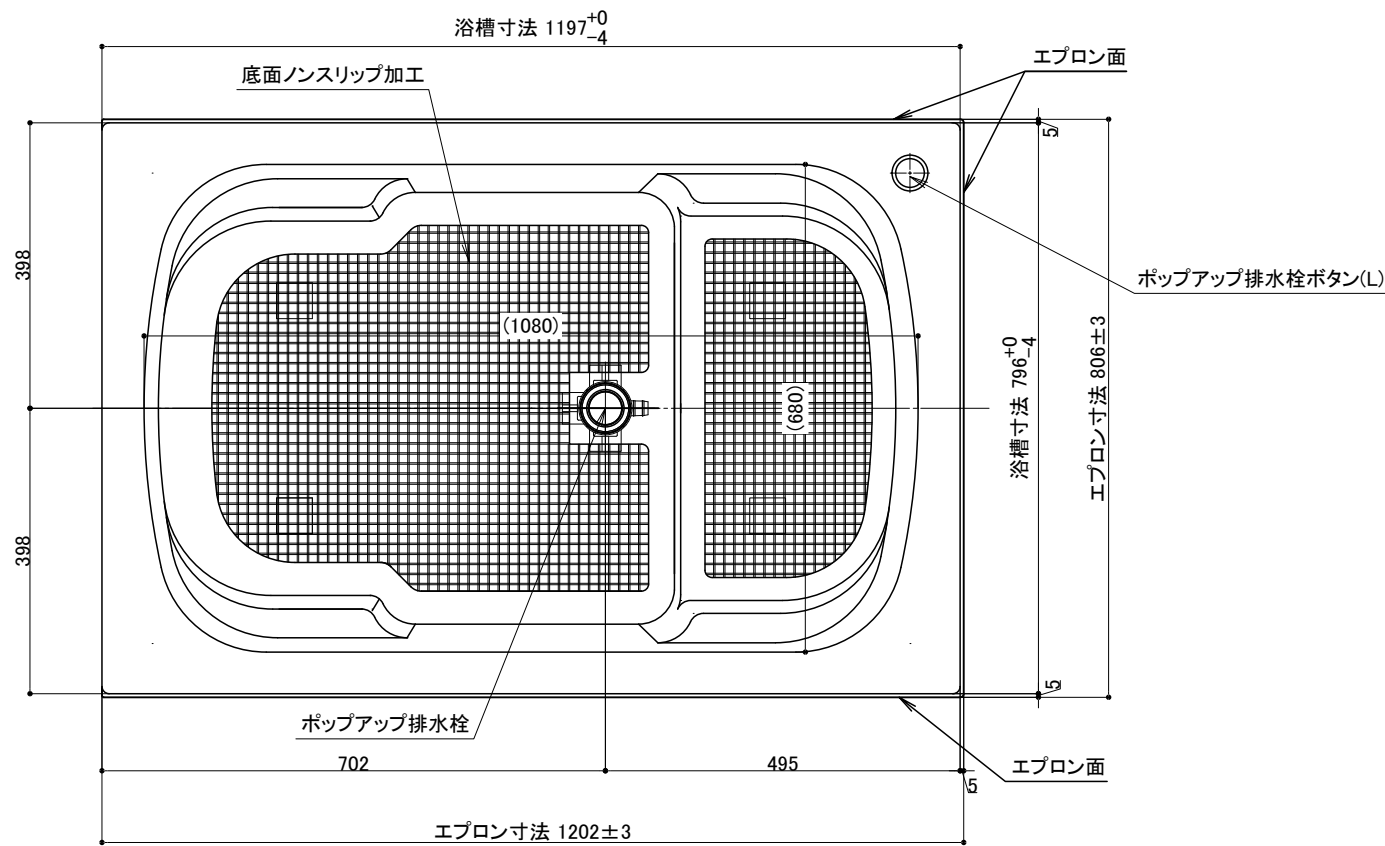 浴槽寸法 1197+0 -4
エプロン面
底面ノンスリップ加工
5
ポップアップ排水栓ボタン(L)
398
(1080)
(680)
浴槽寸法 796+0 -4
エプロン寸法 806±3
398
5
ポップアップ排水栓
702
495
エプロン面
5
エプロン寸法 1202±3